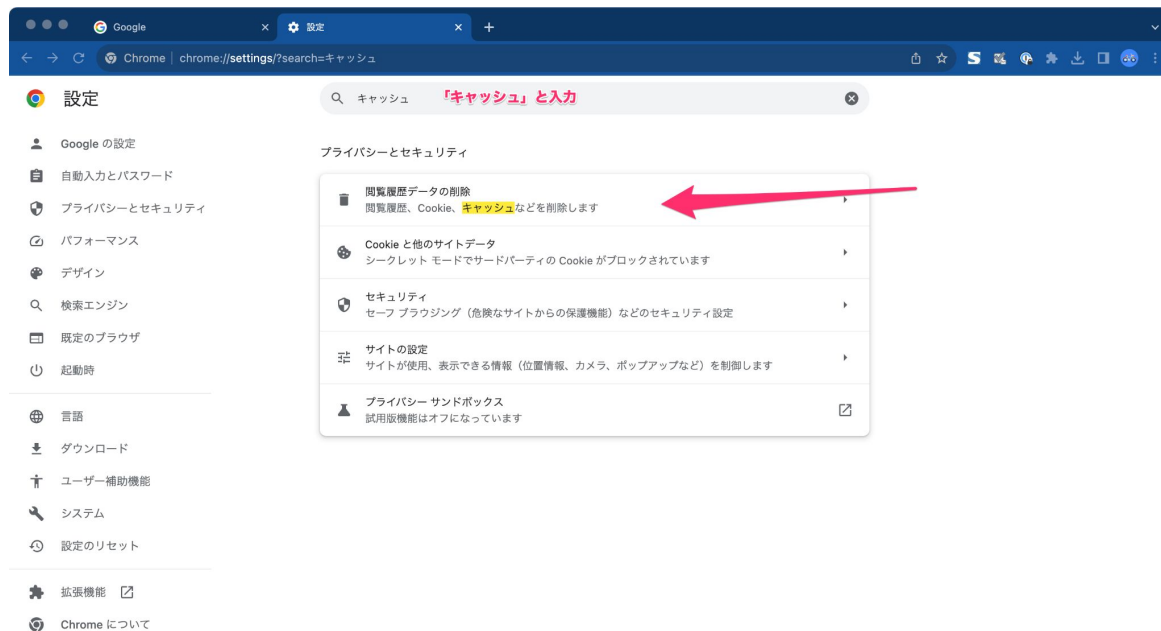 Google
設定
Chrome | chrome://settings/?search=キャッシュ
設定
キャッシュ
「キャッシュ」と入力
Google の設定
自動入力とパスワード
プライバシーとセキュリティ
パフォーマンス
デザイン
検索エンジン
既定のブラウザ
起動時
言語
ダウンロード
ユーザー補助機能
システム
設定のリセット
拡張機能
Chrome について
プライバシーとセキュリティ
閲覧履歴データの削除
閲覧履歴、Cookie、キャッシュなどを削除します
Cookie と他のサイトデータ
シークレット モードでサードパーティの Cookie がブロックされています
セキュリティ
セーフ ブラウジング（危険なサイトからの保護機能）などのセキュリティ設定
サイトの設定
サイトが使用、表示できる情報（位置情報、カメラ、ポップアップなど）を制御します
プライバシー サンドボックス
試用版機能はオフになっています